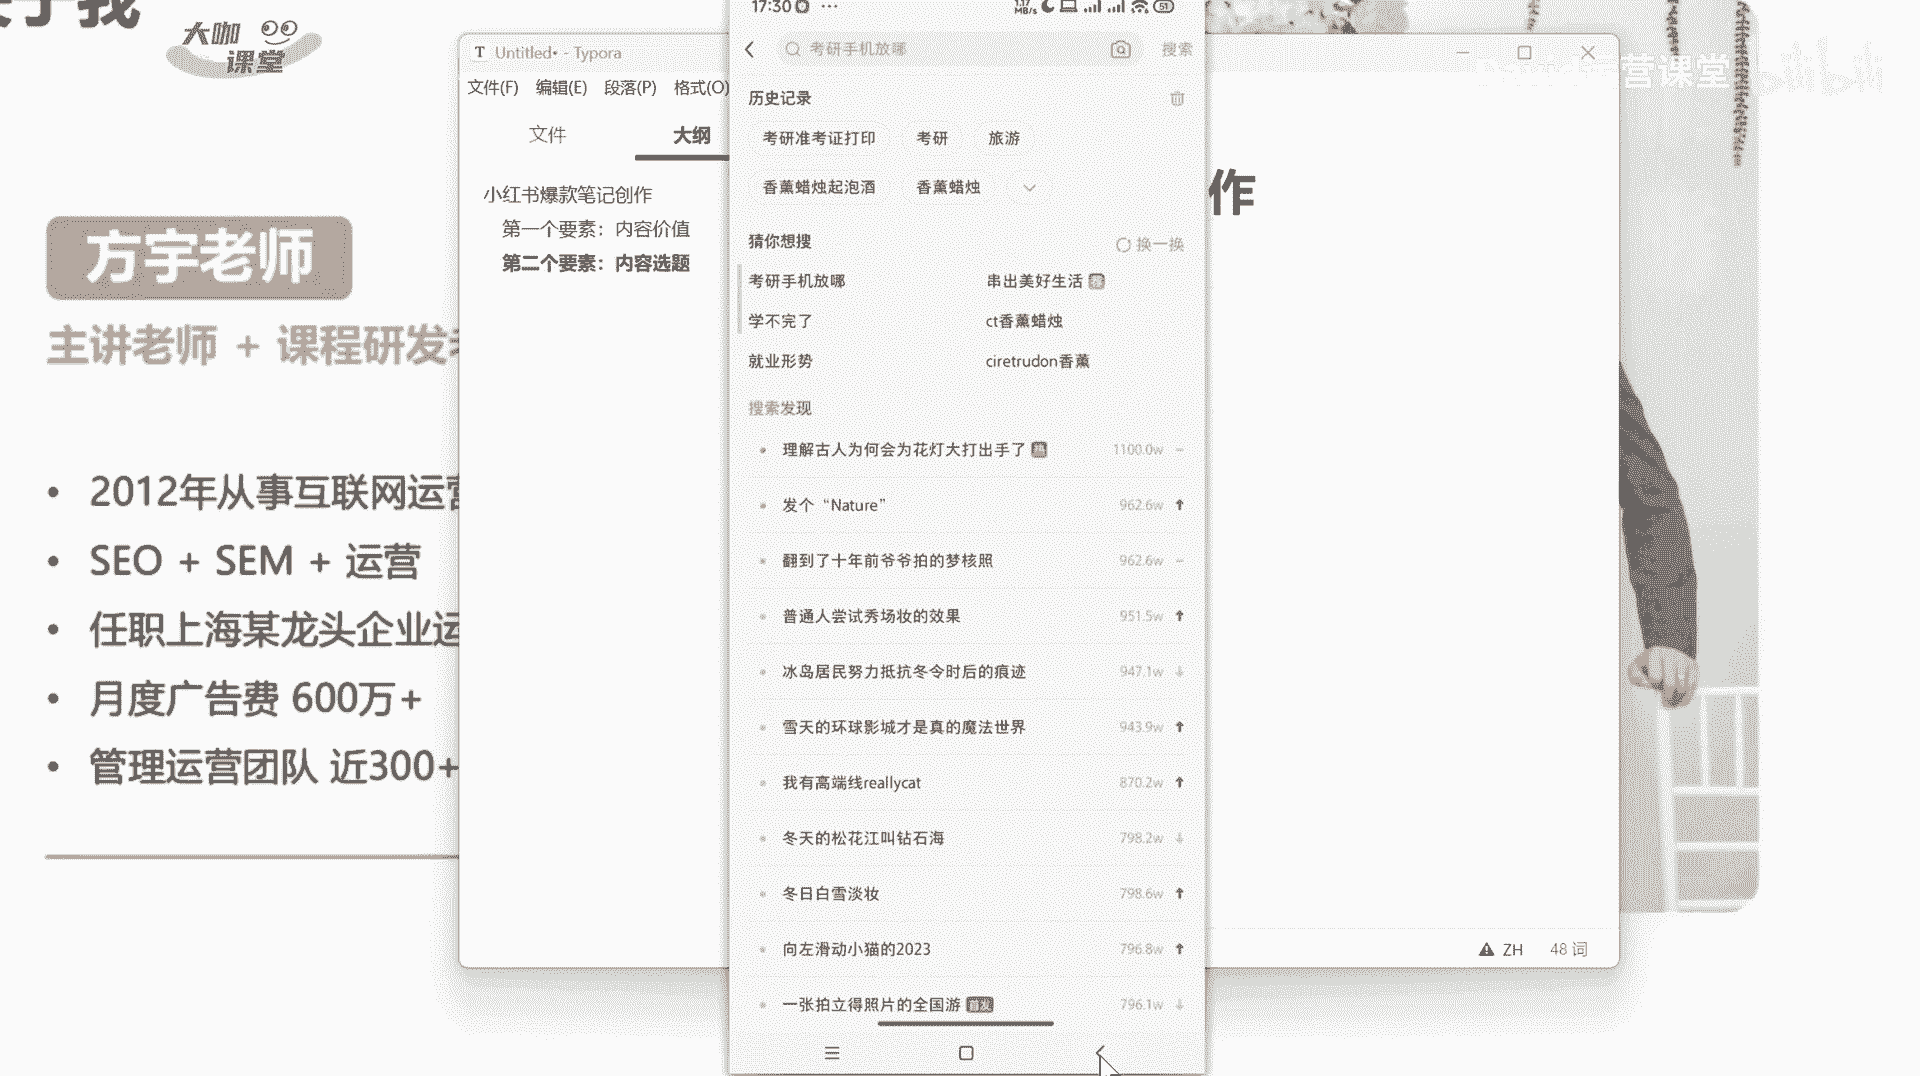 大咖
课堂
方宇老师
主讲老师 + 课程研发
• 2012年从事互联网运营
• SEO + SEM + 运营
• 任职上海某龙头企业运
• 月度广告费 600万+
• 管理运营团队 近300+
Untitled• - Typora
文件(F) 编辑(E) 段落(P) 格式(O)
文件 大纲
小红书爆款笔记创作
第一个要素：内容价值
第二个要素：内容选题
作
ZH 48 词
17:30
考研手机放哪 搜索
历史记录
考研准考证打印 考研 旅游
香薰蜡烛起泡酒 香薰蜡烛
猜你想搜 换一换
考研手机放哪 串出美好生活
学不完了 ct香薰蜡烛
就业形势 ciretrudon香薰
搜索发现
理解古人为何会为花灯大打出手了 热 1100.0w
发个“Nature” 962.6w
翻到了十年前爷爷拍的梦核照 962.6w
普通人尝试秀场妆的效果 951.5w
冰岛居民努力抵抗冬令时后的痕迹 947.1w
雪天的环球影城才是真的魔法世界 943.9w
我有高端线reallycat 870.2w
冬天的松花江叫钻石海 798.2w
冬日白雪淡妆 798.6w
向左滑动小猫的2023 796.8w
一张拍立得照片的全国游 首发 796.1w
运营课堂 bilibili